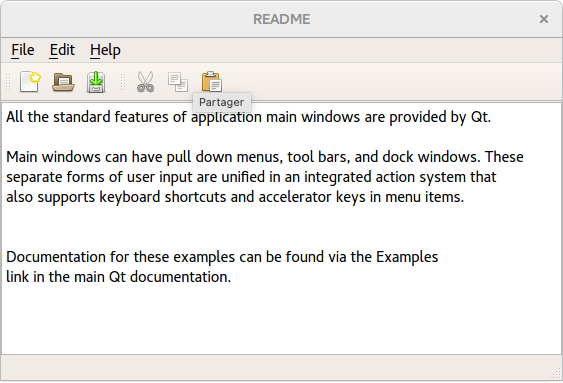 README
File Edit Help
Partager
All the standard features of application main windows are provided by Qt.
Main windows can have pull down menus, tool bars, and dock windows. These
separate forms of user input are unified in an integrated action system that
also supports keyboard shortcuts and accelerator keys in menu items.
Documentation for these examples can be found via the Examples
link in the main Qt documentation.